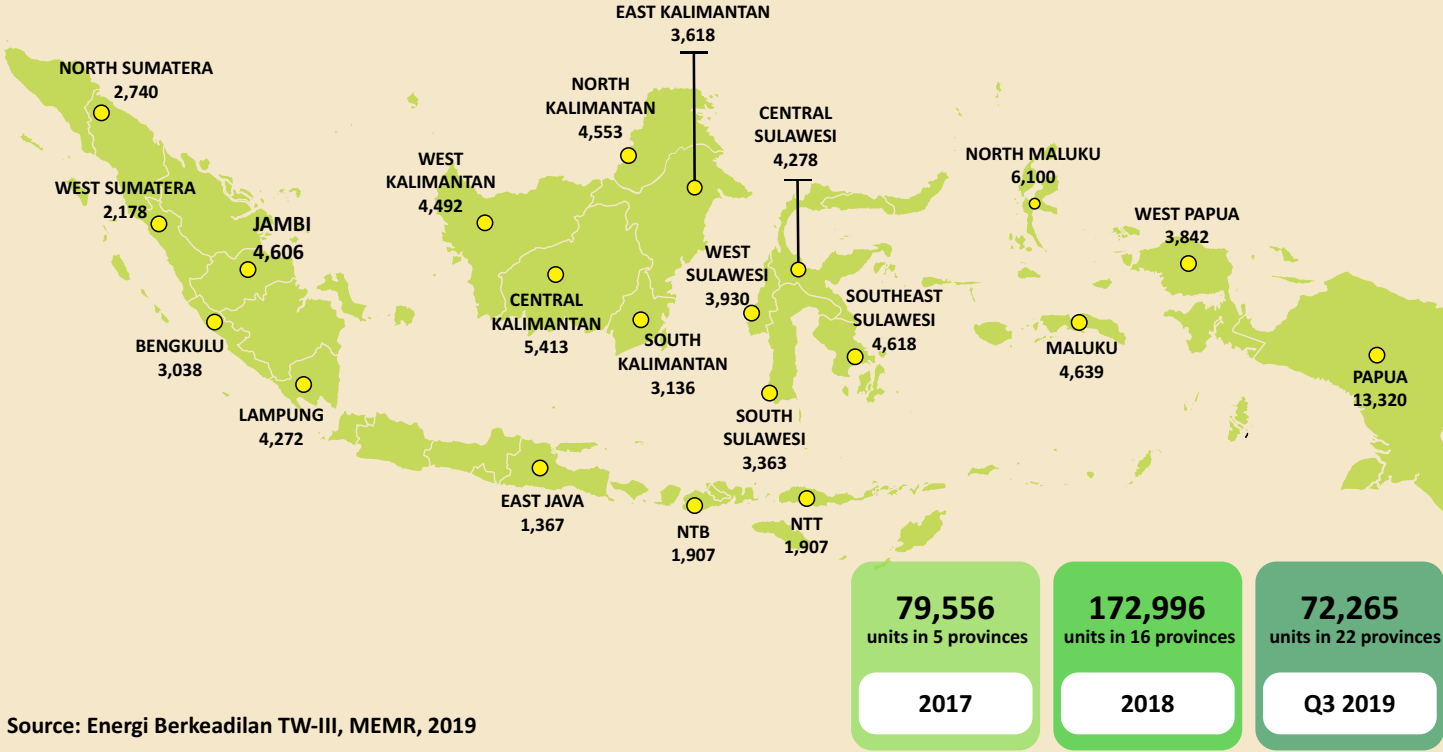 EAST KALIMANTAN
3,618
NORTH SUMATERA
2,740
NORTH
KALIMANTAN
4,553
CENTRAL
SULAWESI
4,278
WEST
KALIMANTAN
4,492
NORTH MALUKU
6,100
WEST SUMATERA
2,178
JAMBI
4,606
WEST PAPUA
3,842
WEST
SULAWESI
3,930
SOUTHEAST
SULAWESI
4,618
CENTRAL
KALIMANTAN
5,413
BENGKULU
3,038
SOUTH
KALIMANTAN
3,136
MALUKU
4,639
PAPUA
13,320
LAMPUNG
4,272
SOUTH
SULAWESI
3,363
EAST JAVA
1,367
NTB
1,907
NTT
1,907
79,556
units in 5 provinces
2017
172,996
units in 16 provinces
2018
72,265
units in 22 provinces
Q3 2019
Source: Energi Berkeadilan TW-III, MEMR, 2019